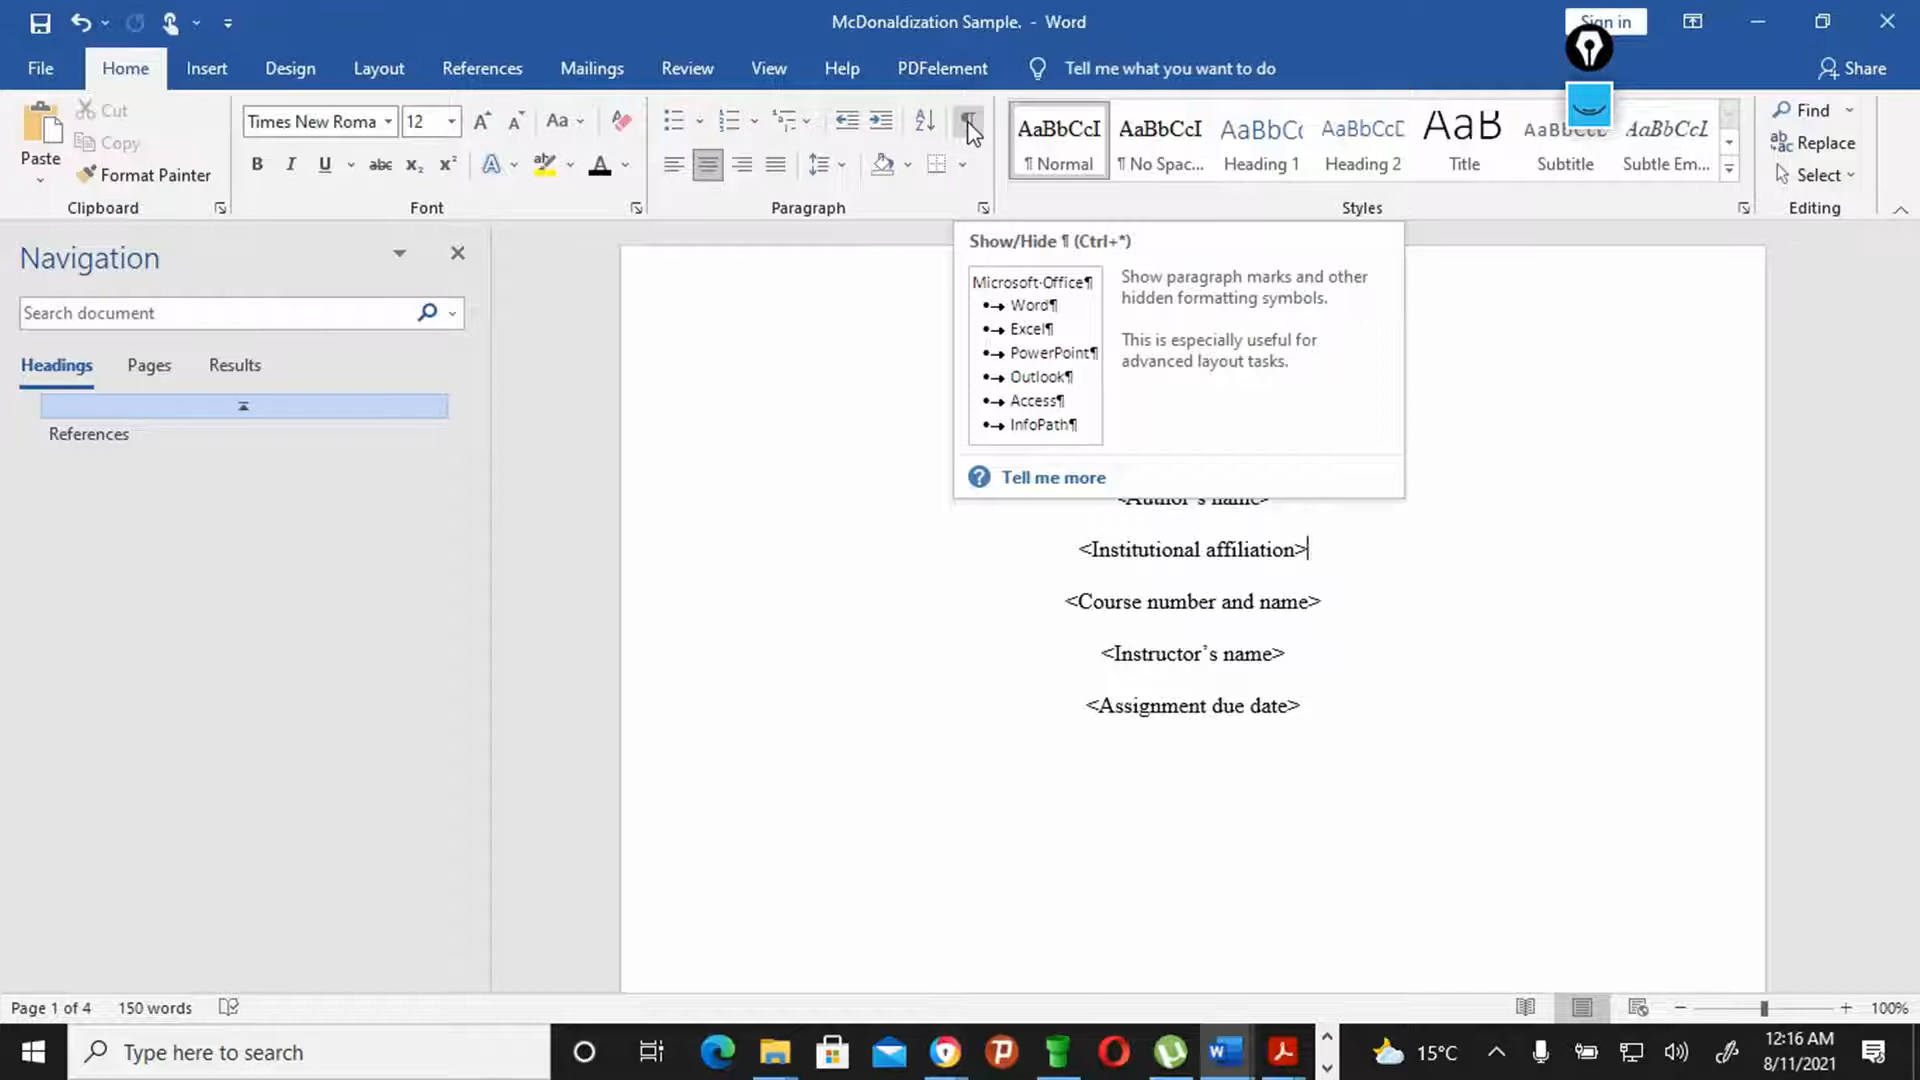 McDonaldization Sample. - Word
Sign in
File Home Insert Design Layout References Mailings Review View Help PDFelement Tell me what you want to do Share
Paste
Cut
Copy
Format Painter
Clipboard
Times New Roma 12 Aa
B I U abc x₂ x² A A
Font
Paragraph
AaBbCcI AaBbCcI AaBbCc AaBbCcD AaB AaBbCcD AaBbCcI
¶ Normal ¶ No Spac... Heading 1 Heading 2 Title Subtitle Subtle Em...
Styles
Find
Replace
Select
Editing
Navigation
Search document
Headings Pages Results
References
Show/Hide ¶ (Ctrl+*)
Microsoft·Office¶
Word¶
Excel¶
PowerPoint¶
Outlook¶
Access¶
InfoPath¶
Show paragraph marks and other
hidden formatting symbols.
This is especially useful for
advanced layout tasks.
Tell me more
<Author's name>
<Institutional affiliation>
<Course number and name>
<Instructor's name>
<Assignment due date>
Page 1 of 4 150 words 100%
Type here to search
15°C
12:16 AM
8/11/2021